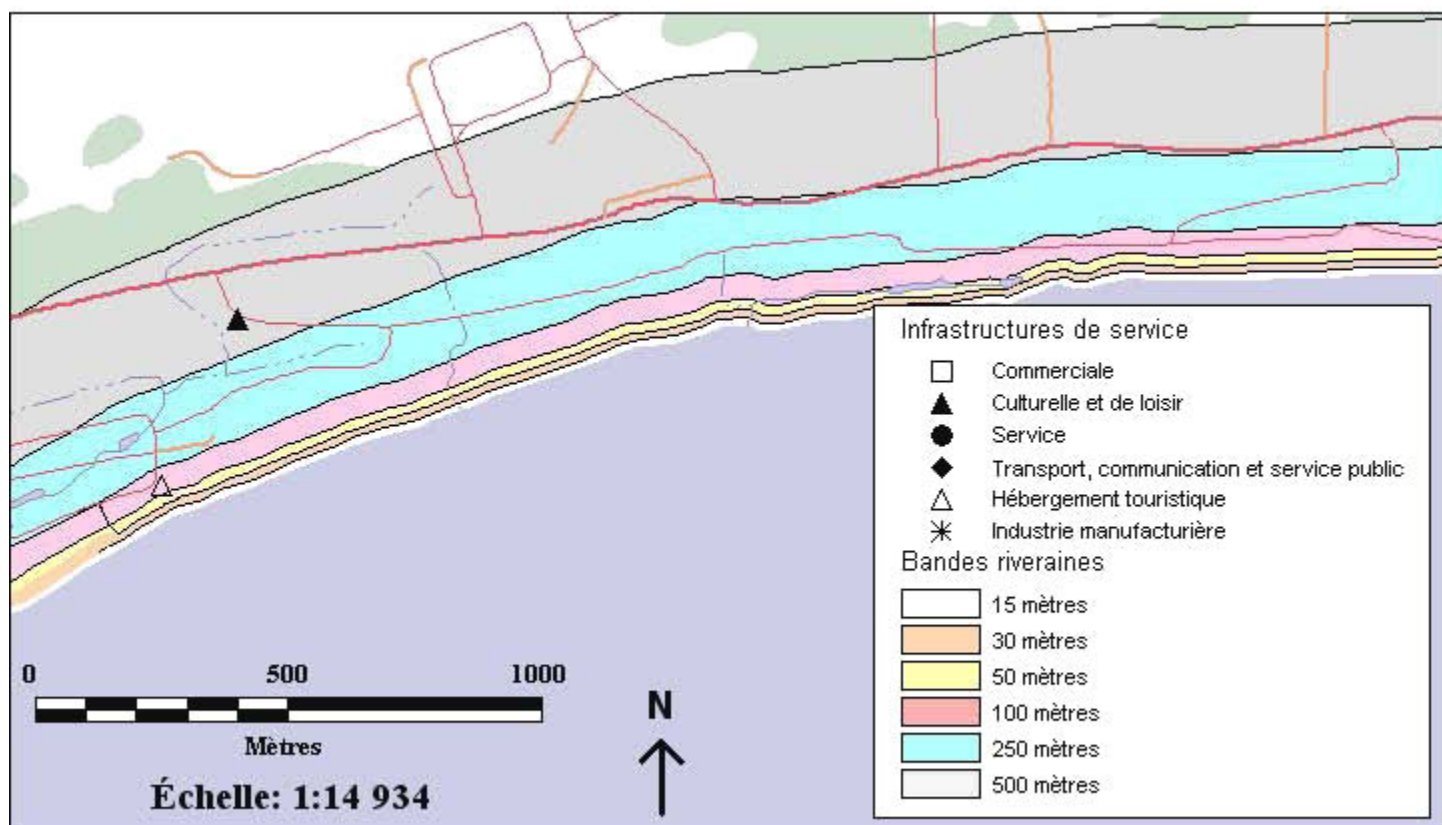 Infrastructures de service
Commerciale
Culturelle et de loisir
Service
Transport, communication et service public
Hébergement touristique
Industrie manufacturière
Bandes riveraines
15 mètres
30 mètres
50 mètres
100 mètres
250 mètres
500 mètres
0 500 1000
Mètres
Échelle: 1:14 934
N